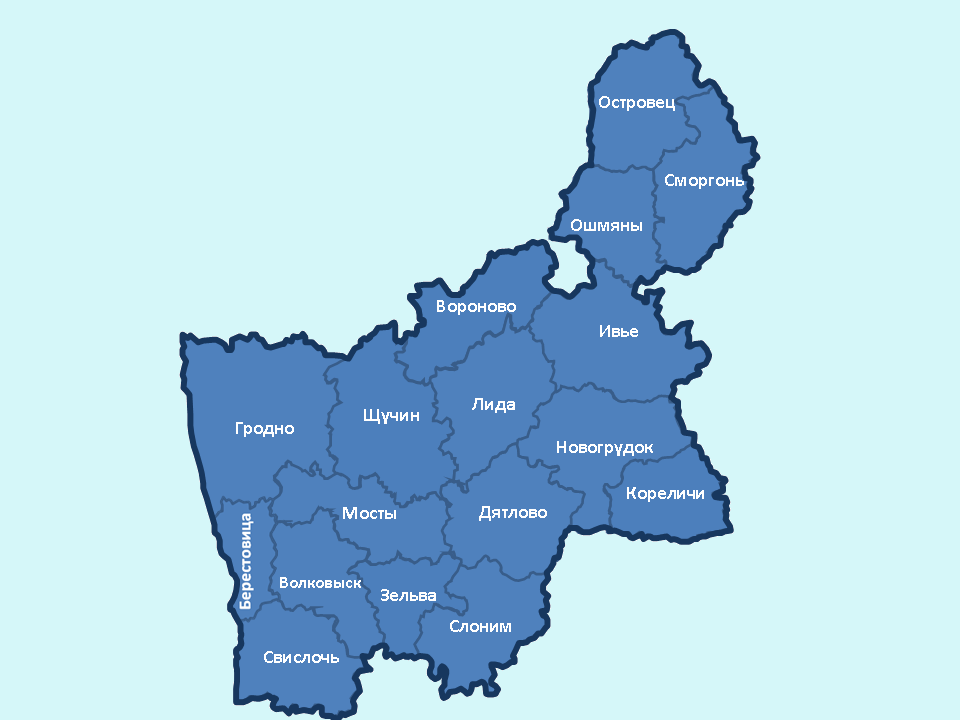 Островец
Сморгонь
Ошмяны
Вороново
Ивье
Лида
Щучин
Гродно
Новогрудок
Кореличи
Дятлово
Мосты
Берестовица
Волковыск
Зельва
Слоним
Свислочь